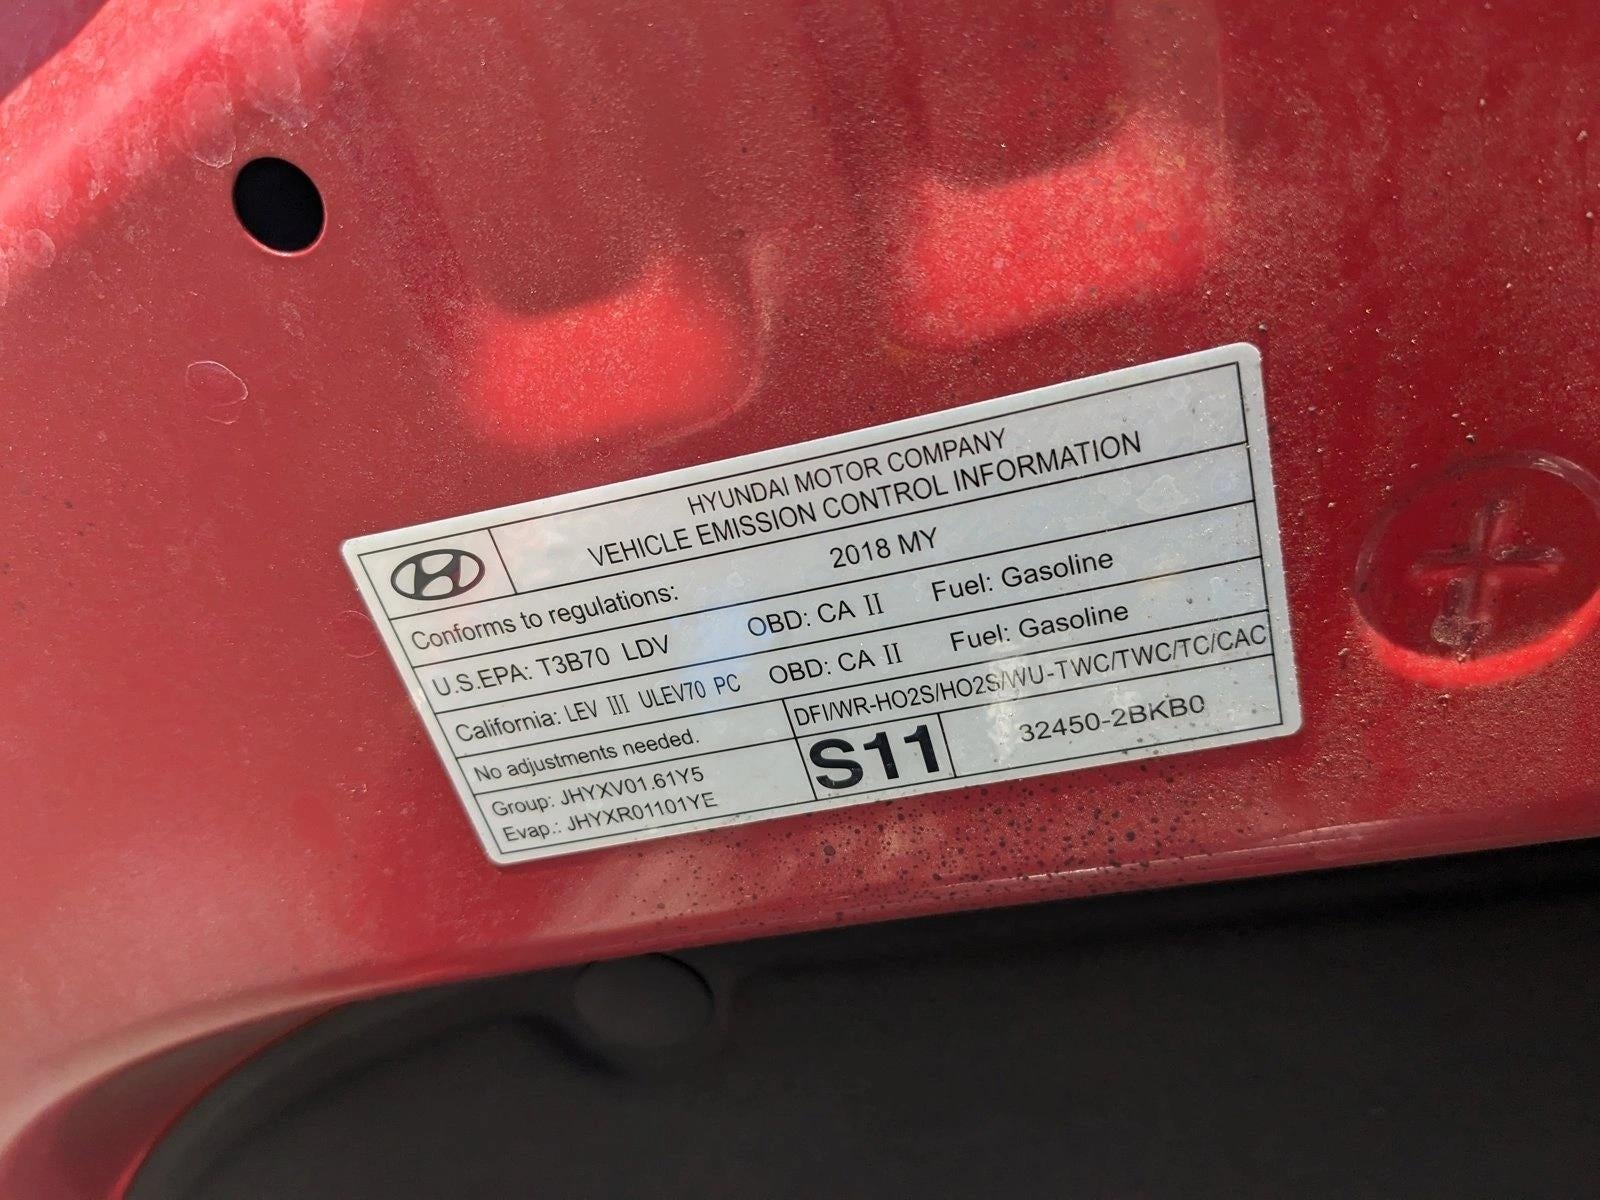 HYUNDAI MOTOR COMPANY
VEHICLE EMISSION CONTROL INFORMATION
Conforms to regulations: 2018 MY
U.S.EPA: T3B70 LDV OBD: CA II Fuel: Gasoline
California: LEV III ULEV70 PC OBD: CA II Fuel: Gasoline
No adjustments needed. DFI/WR-HO2S/HO2S/WU-TWC/TWC/TC/CAC
Group: JHYXV01.61Y5
Evap.: JHYXR01101YE
S11
32450-2BKB0